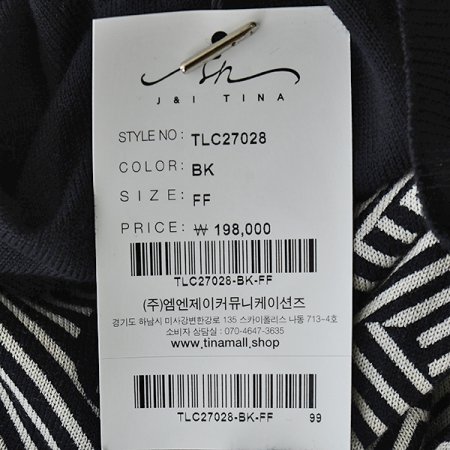 J & I TINA
STYLE NO: TLC27028
COLOR: BK
SIZE: FF
PRICE: ₩ 198,000
TLC27028-BK-FF
(주)엠엔제이커뮤니케이션즈
경기도 하남시 미사강변한강로 135 스카이폴리스 나동 713-4호
소비자 상담실 : 070-4647-3635
www.tinamall.shop
TLC27028-BK-FF 99